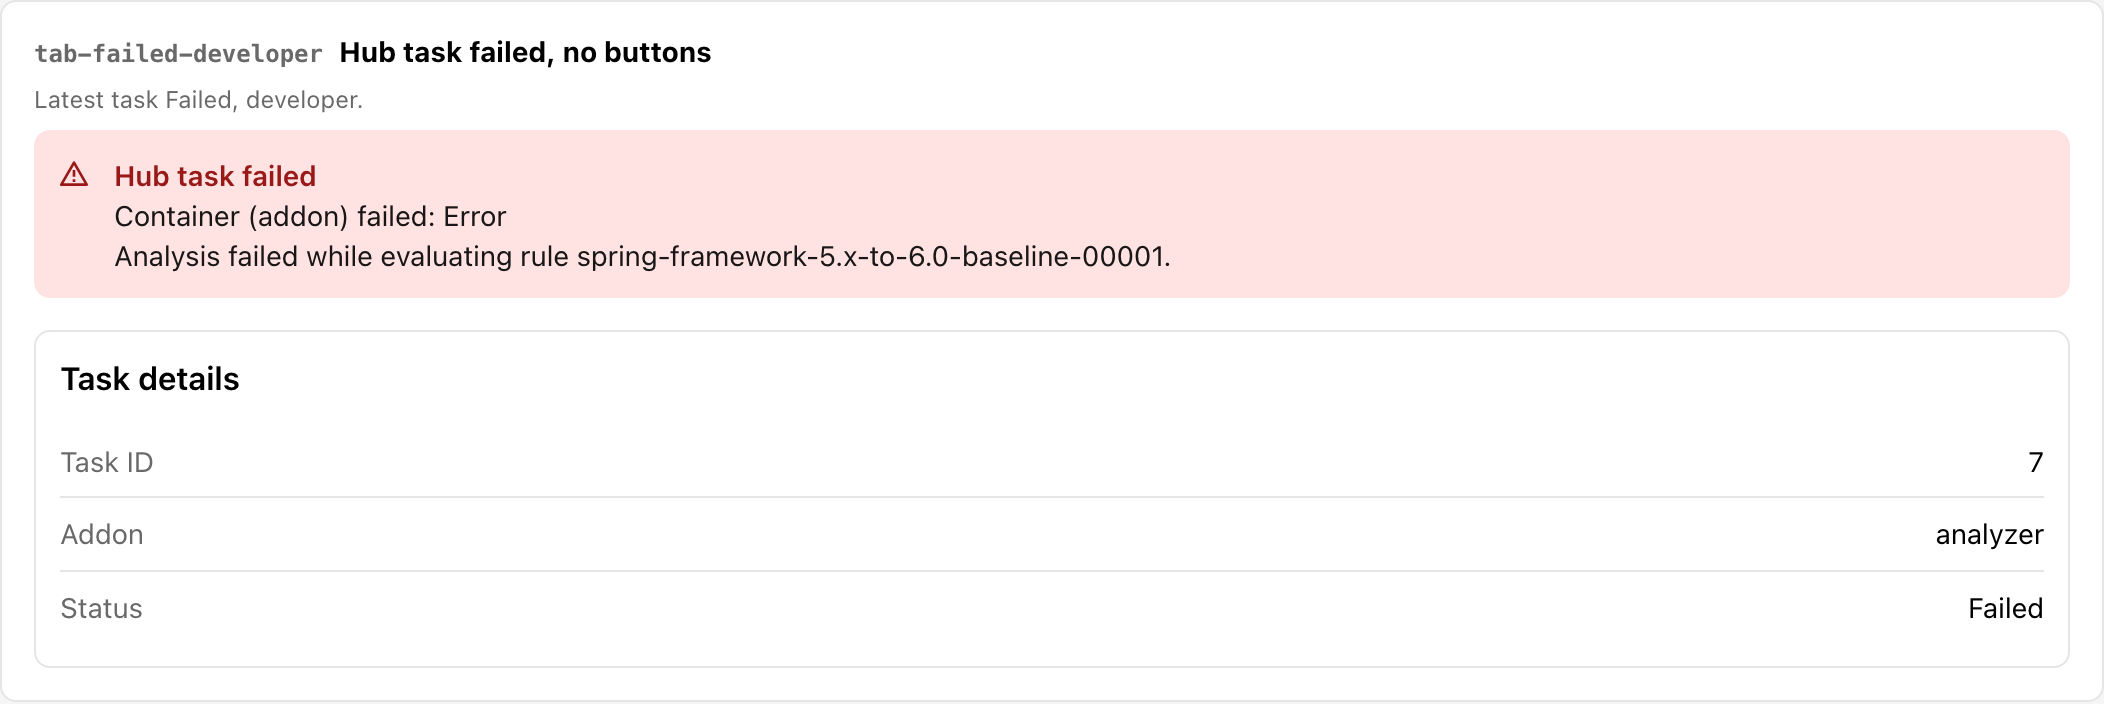 tab-failed-developer Hub task failed, no buttons
Latest task Failed, developer.
Hub task failed
Container (addon) failed: Error
Analysis failed while evaluating rule spring-framework-5.x-to-6.0-baseline-00001.
Task details
Task ID 7
Addon analyzer
Status Failed